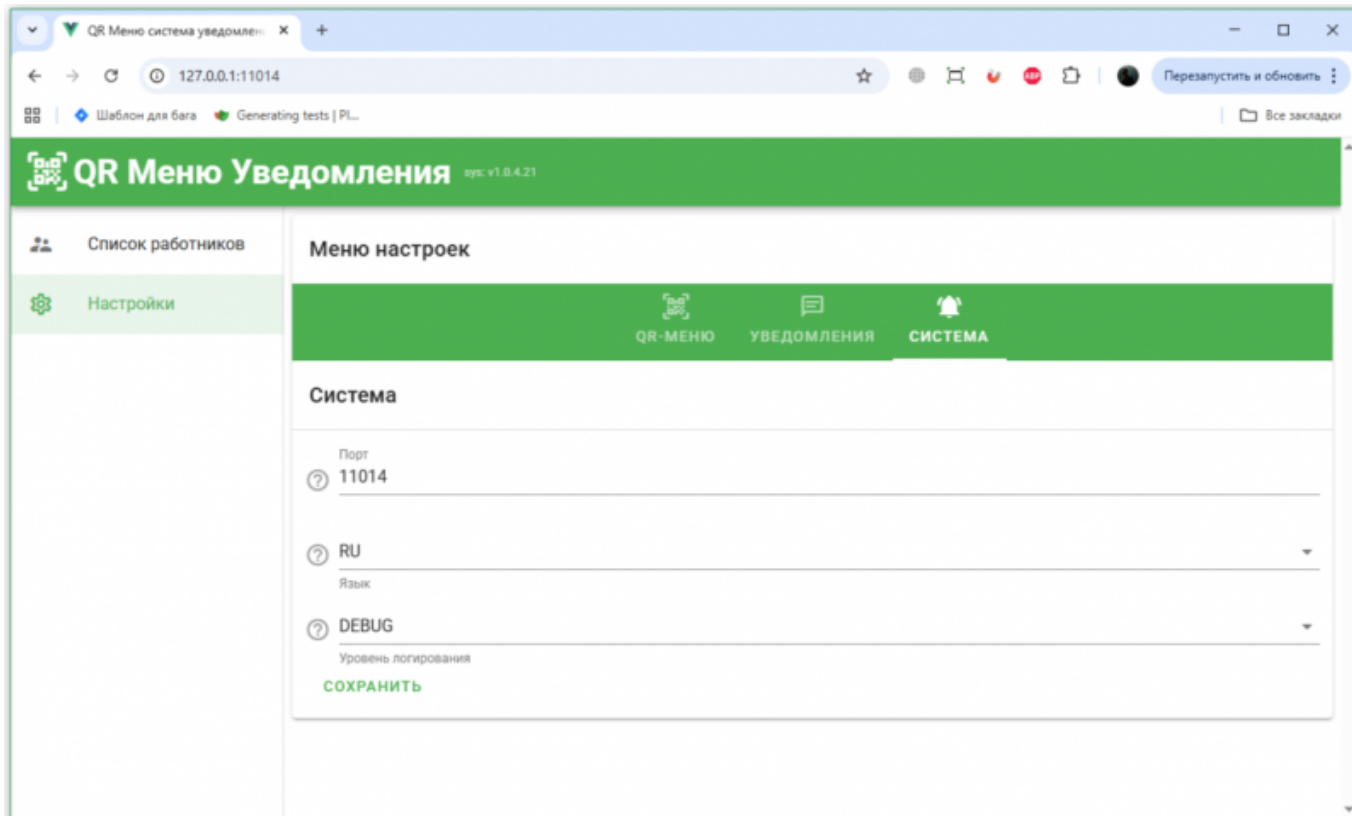 QR Меню система уведомлен
127.0.0.1:11014
ABP
Перезапустить и обновить
Шаблон для бага
Generating tests | Pl...
Все закладки
QR Меню Уведомления sys: v1.0.4.21
Список работников
Настройки
Меню настроек
QR-МЕНЮ УВЕДОМЛЕНИЯ СИСТЕМА
Система
Порт
11014
RU
Язык
DEBUG
Уровень логирования
СОХРАНИТЬ